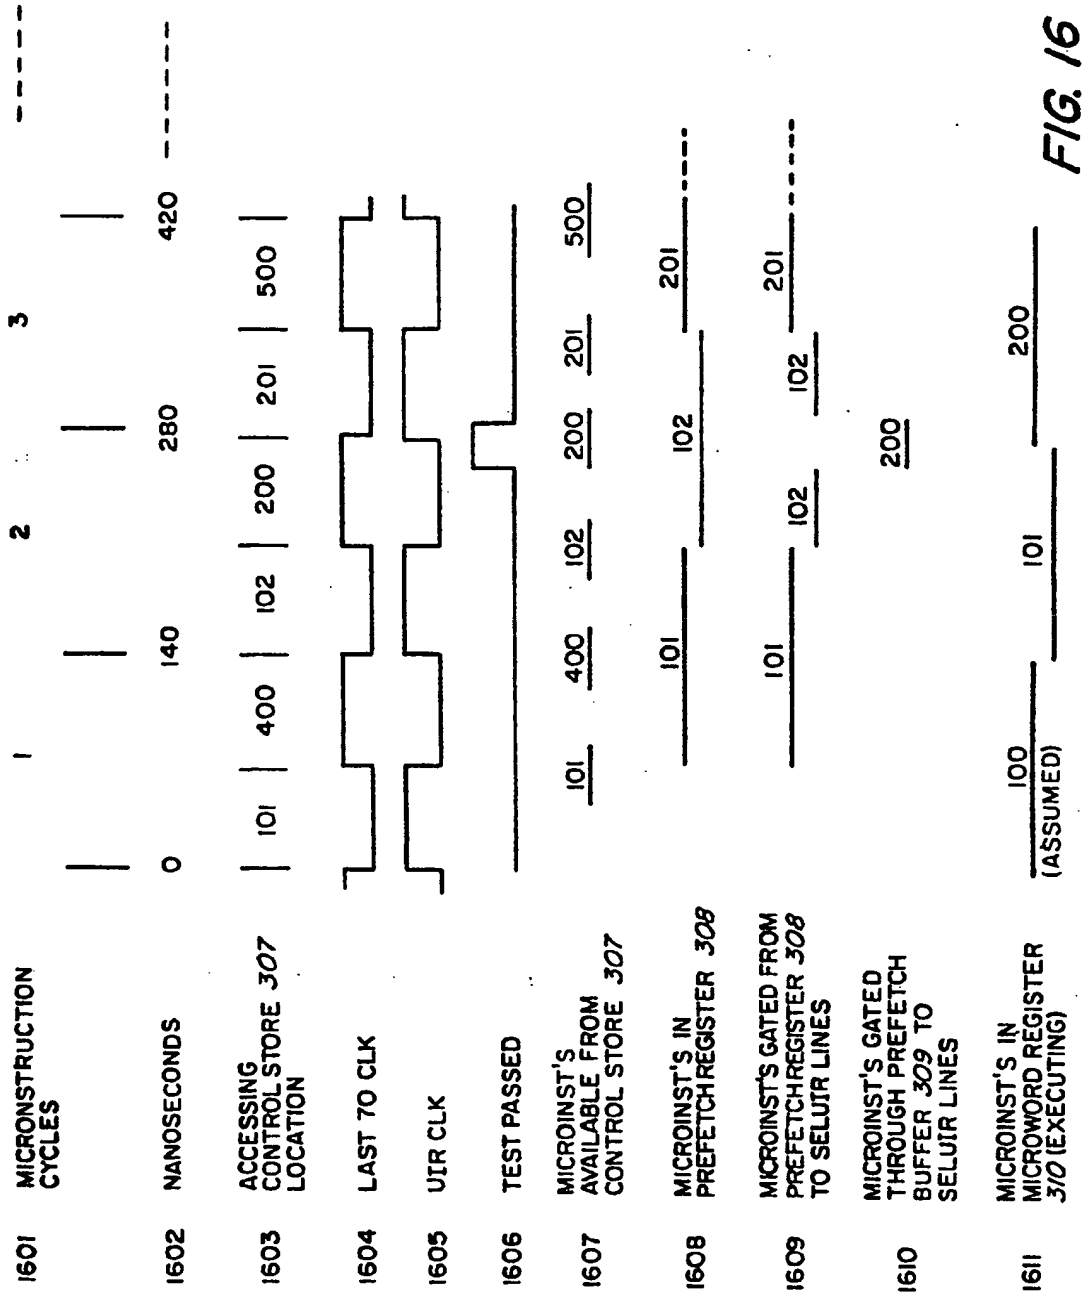 1601 MICRONSTRUCTION
CYCLES
1 2 3
1602 NANOSECONDS
0 140 280 420
1603 ACCESSING
CONTROL STORE 307
LOCATION
101 400 102 200 201 500
1604 LAST 70 CLK
1605 UIR CLK
1606 TEST PASSED
1607 MICROINST'S
AVAILABLE FROM
CONTROL STORE 307
101 400 102 200 201 500
1608 MICROINST'S IN
PREFETCH REGISTER 308
101 102 201
1609 MICROINST'S GATED FROM
PREFETCH REGISTER 308
TO SELUIR LINES
101 102 102 201
1610 MICROINST'S GATED
THROUGH PREFETCH
BUFFER 309 TO
SELUIR LINES
200
1611 MICROINST'S IN
MICROWORD REGISTER
310 (EXECUTING)
100
(ASSUMED)
101 200
FIG. 16